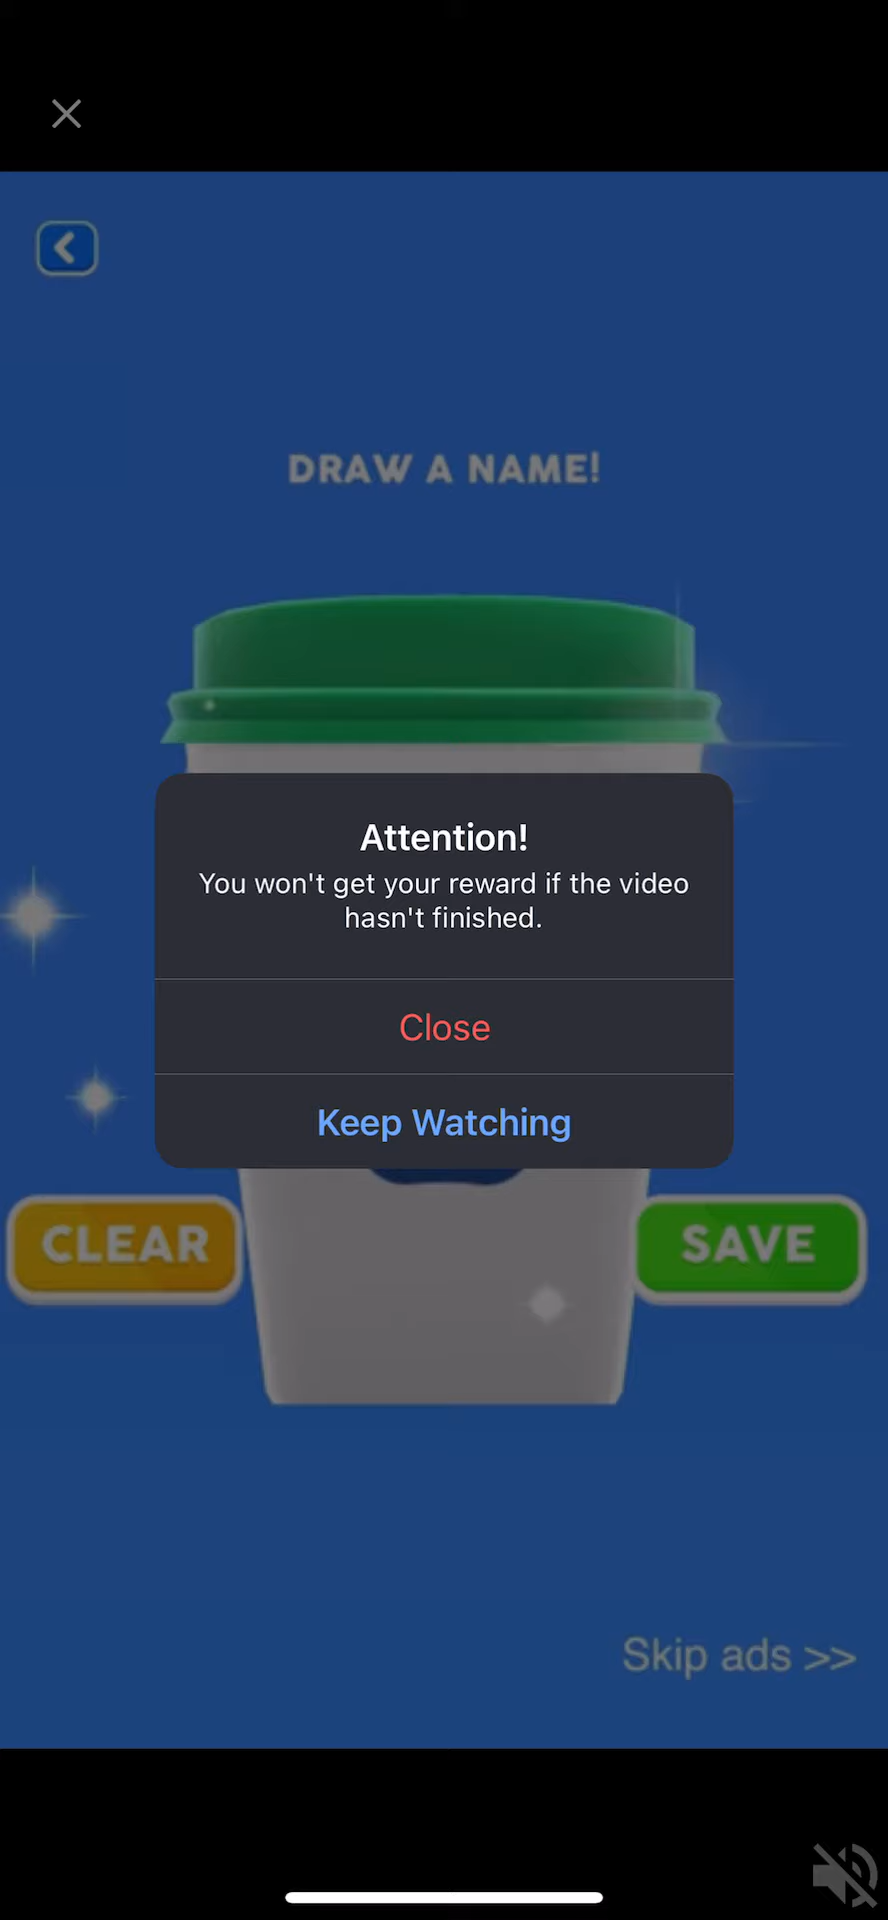 DRAW A NAME!
Attention!
You won't get your reward if the video
hasn't finished.
Close
Keep Watching
CLEAR
SAVE
Skip ads >>